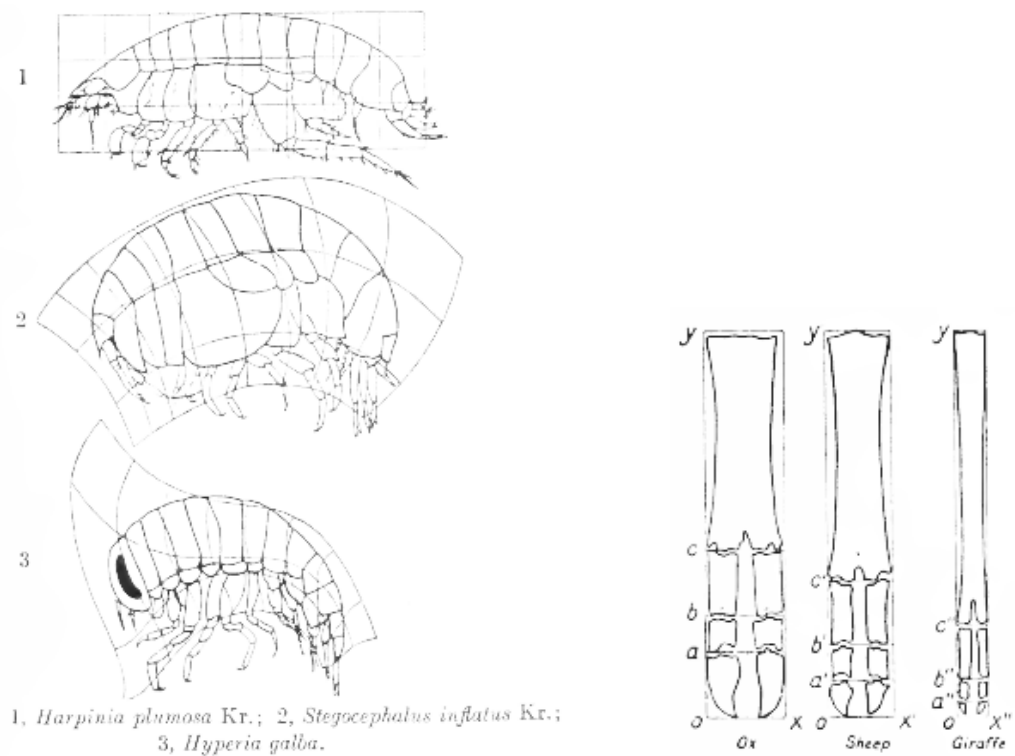 1
2
3
1, Harpinia plumosa Kr.; 2, Stegocephalus inflatus Kr.;
3, Hyperia galba.
y
c
b
a
o x
Ox
y
c'
b'
a'
o x'
Sheep
y
c"
b"
a"
o x"
Giraffe